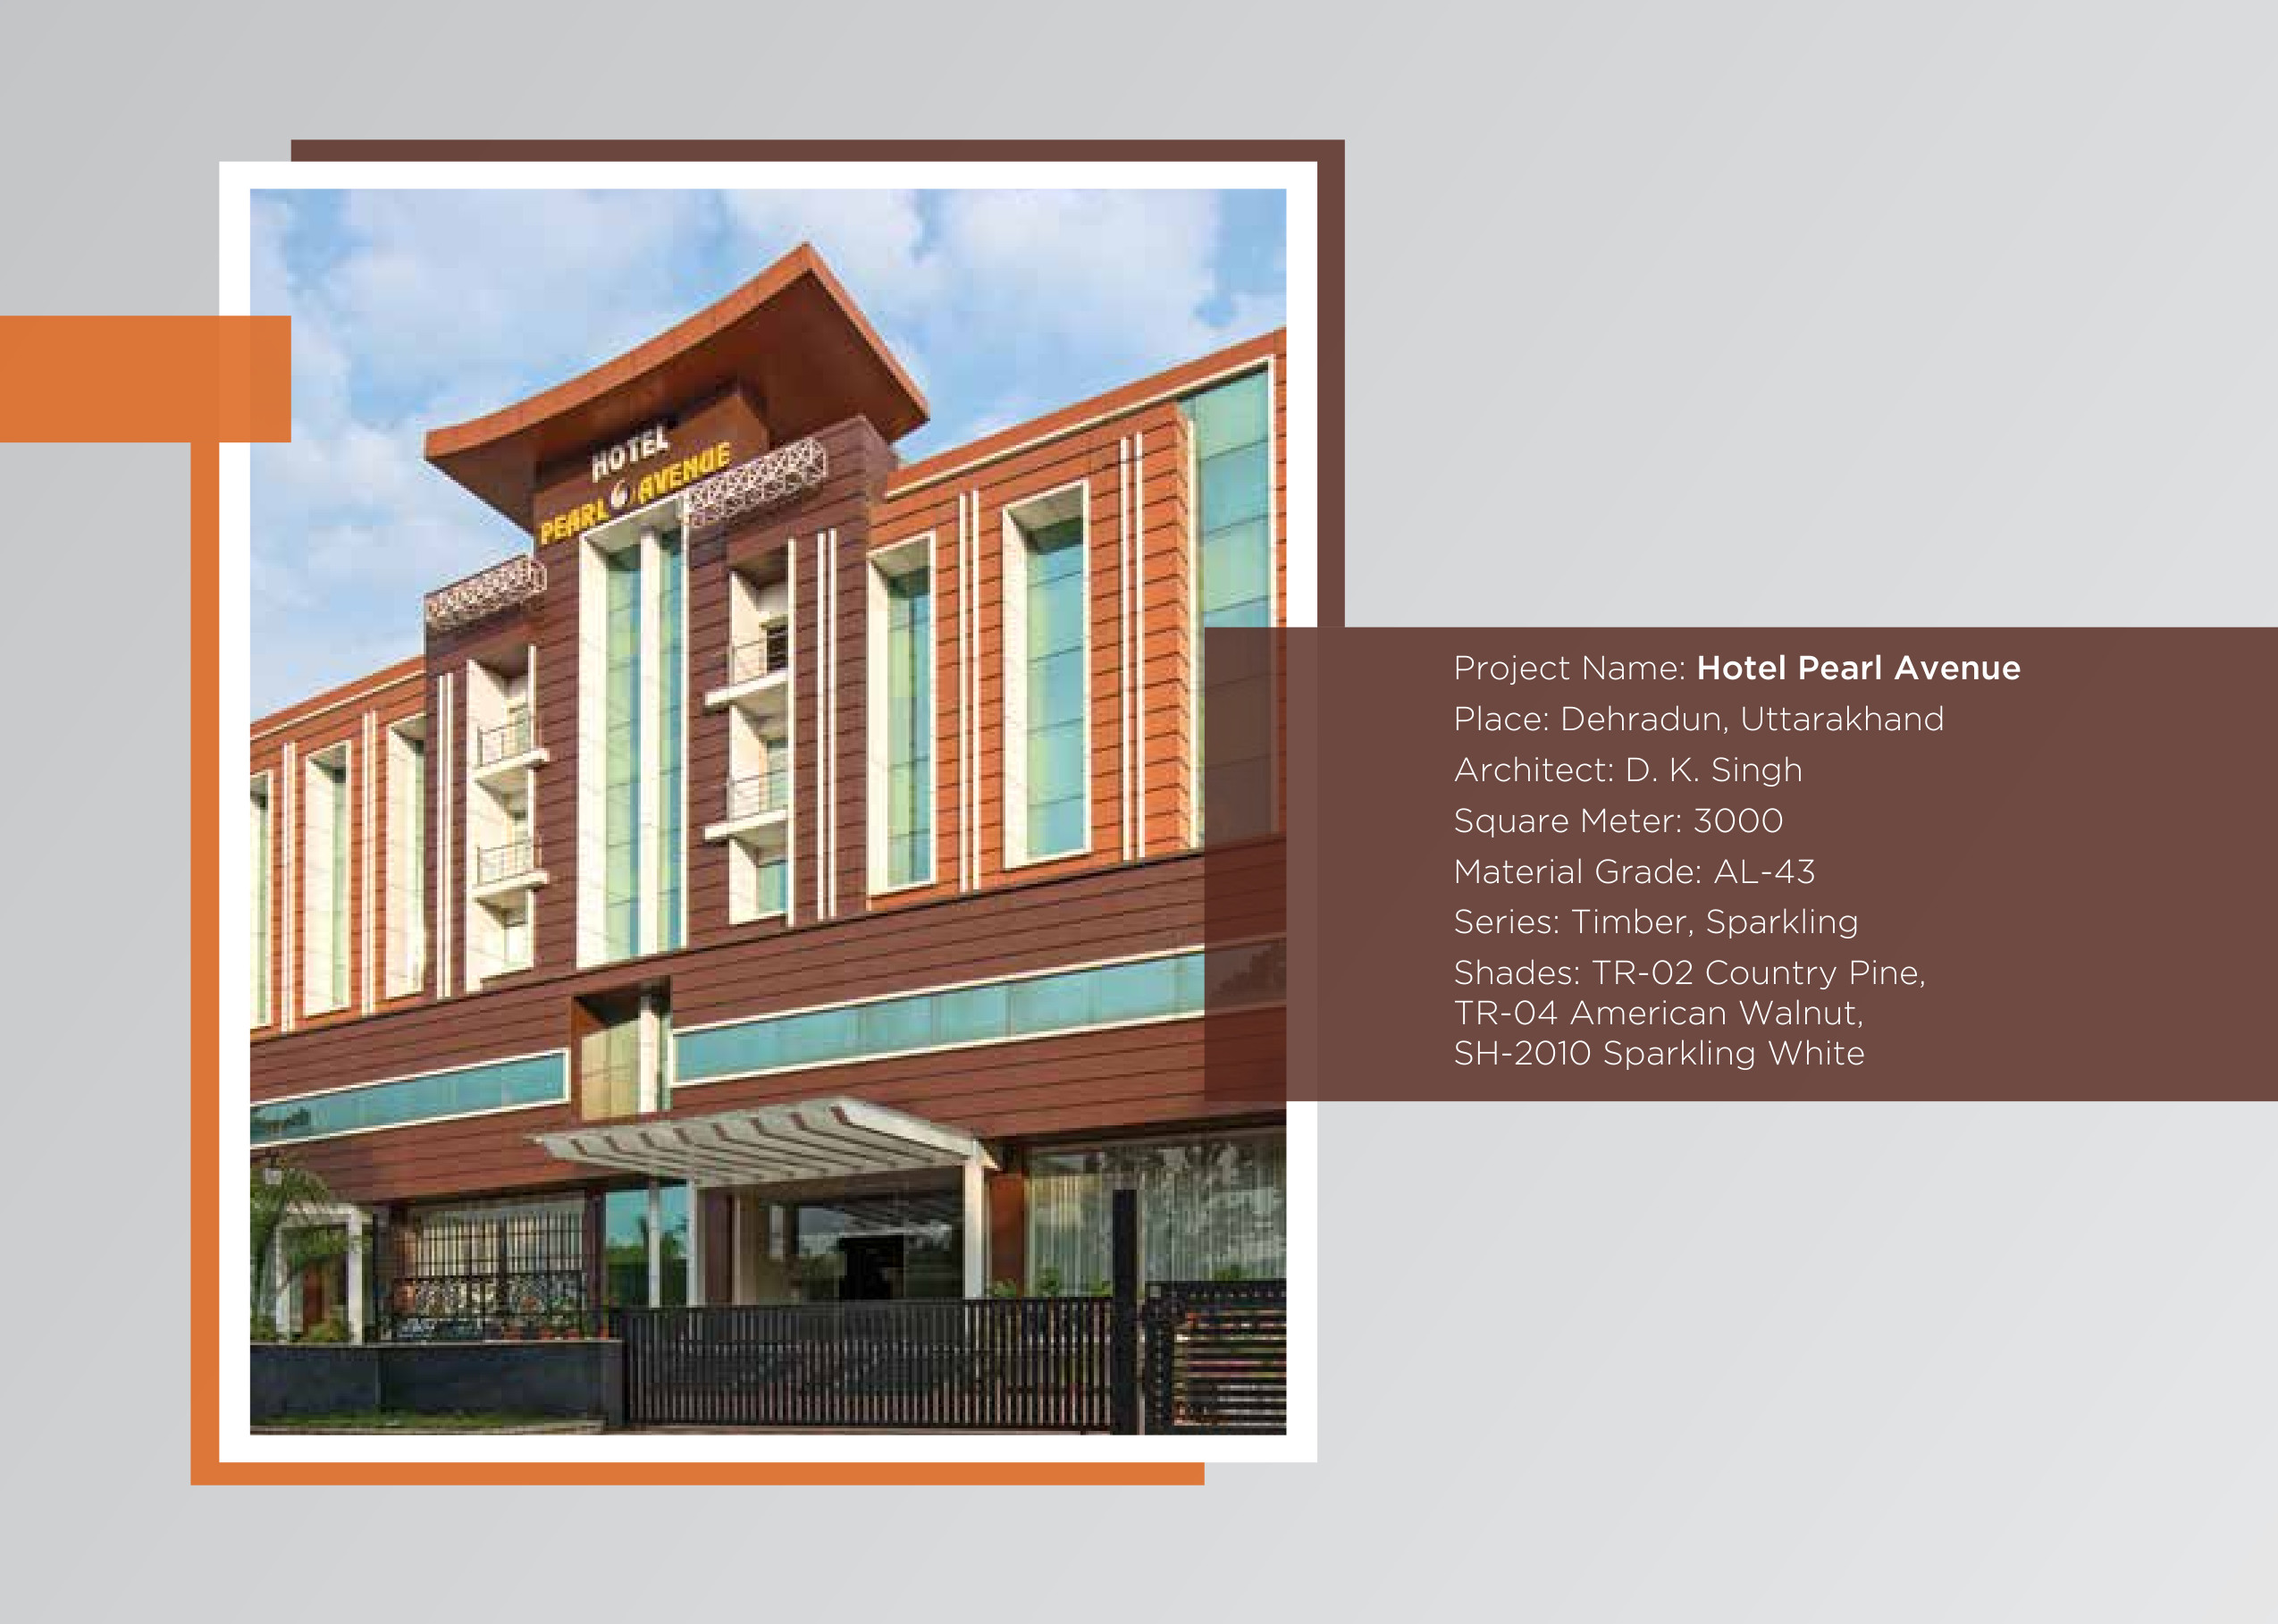 HOTEL
PEARL AVENUE
Project Name: Hotel Pearl Avenue
Place: Dehradun, Uttarakhand
Architect: D. K. Singh
Square Meter: 3000
Material Grade: AL-43
Series: Timber, Sparkling
Shades: TR-02 Country Pine,
TR-04 American Walnut,
SH-2010 Sparkling White